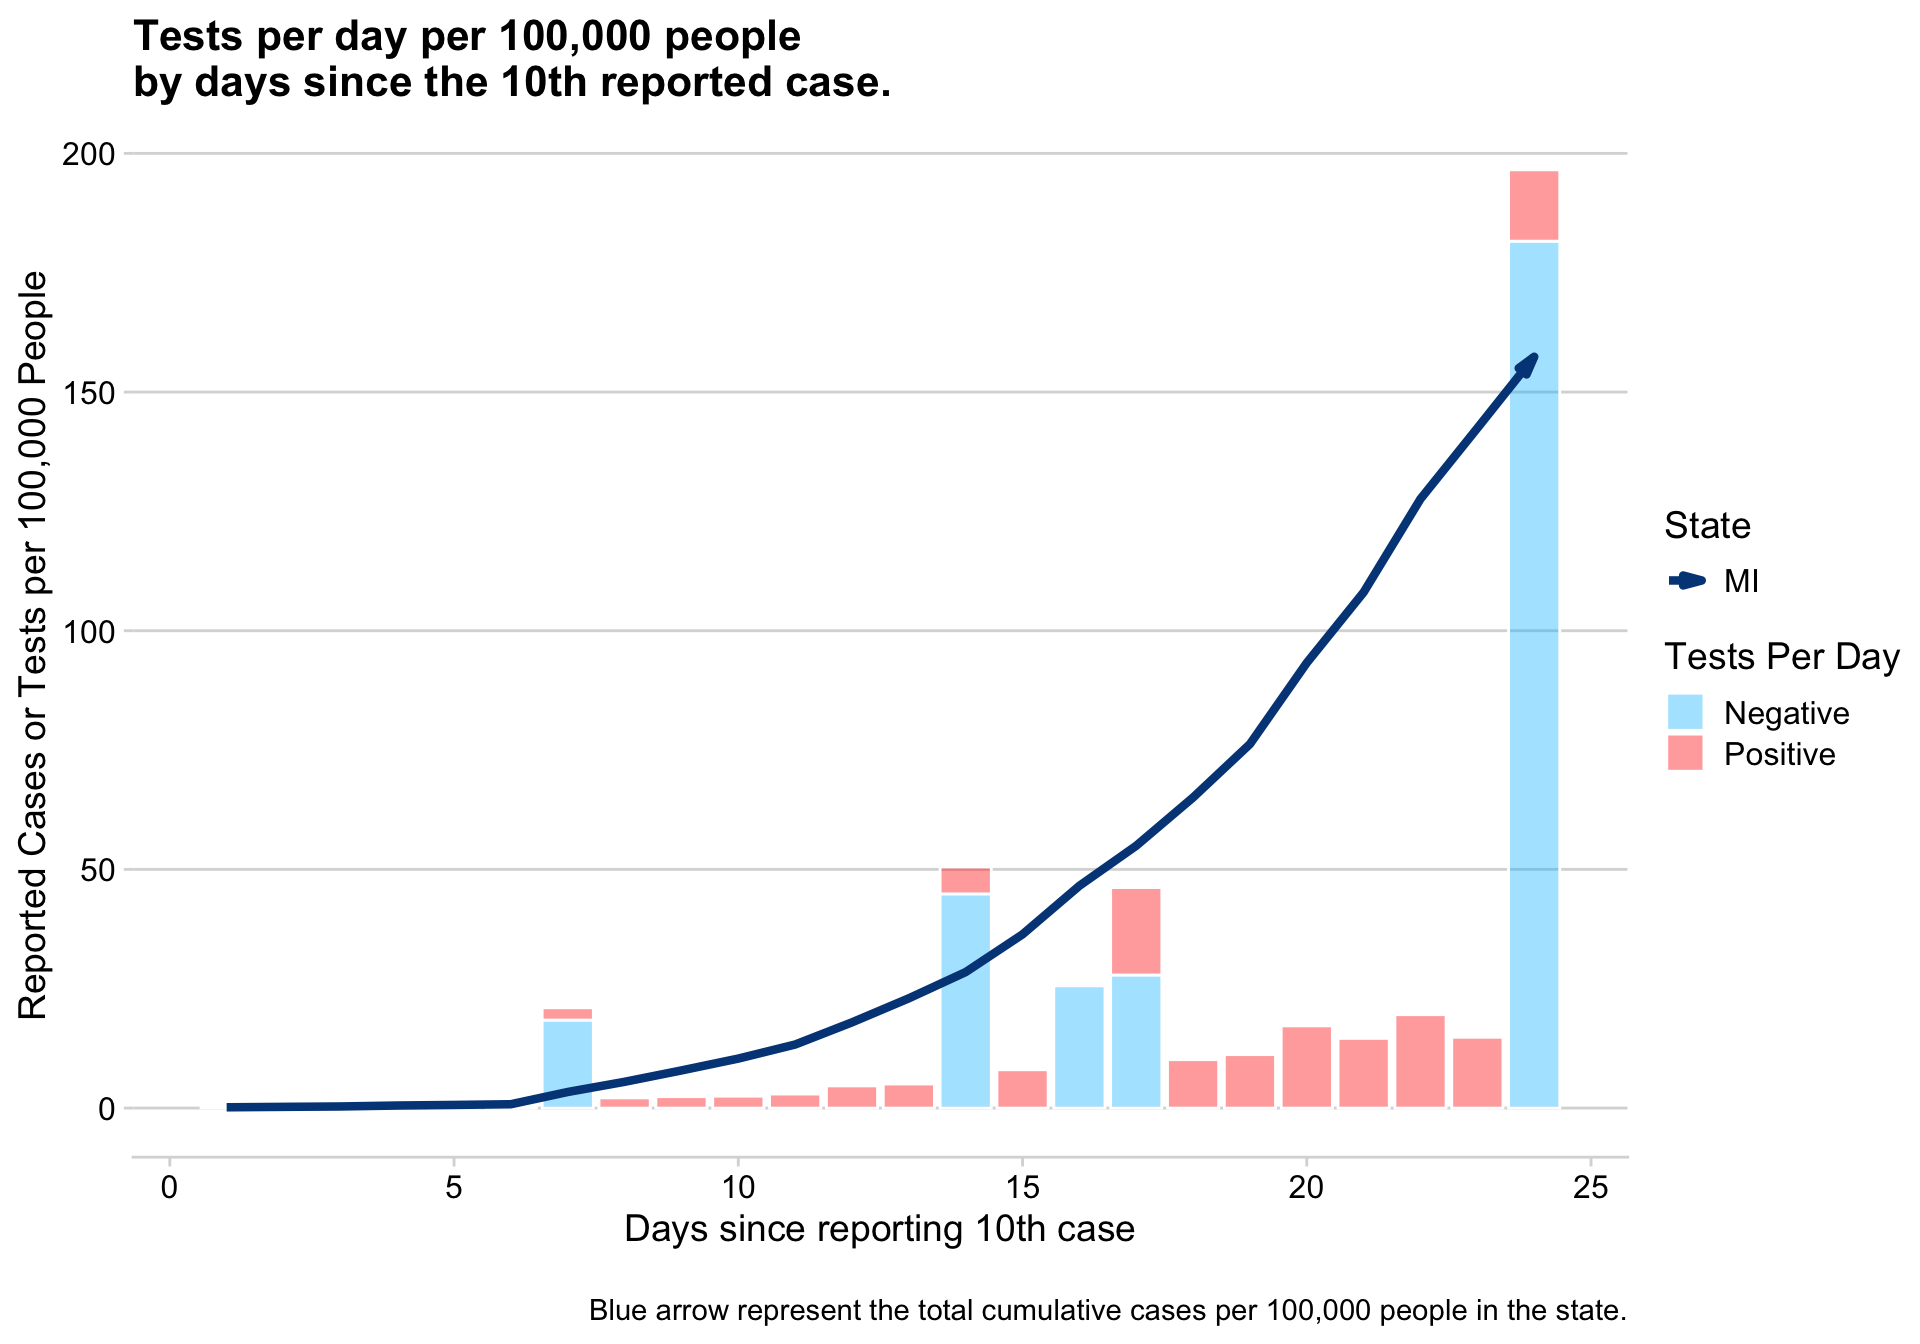 Tests per day per 100,000 people
by days since the 10th reported case.
Reported Cases or Tests per 100,000 People
200
150
100
50
0
0 5 10 15 20 25
Days since reporting 10th case
State
MI
Tests Per Day
Negative
Positive
Blue arrow represent the total cumulative cases per 100,000 people in the state.